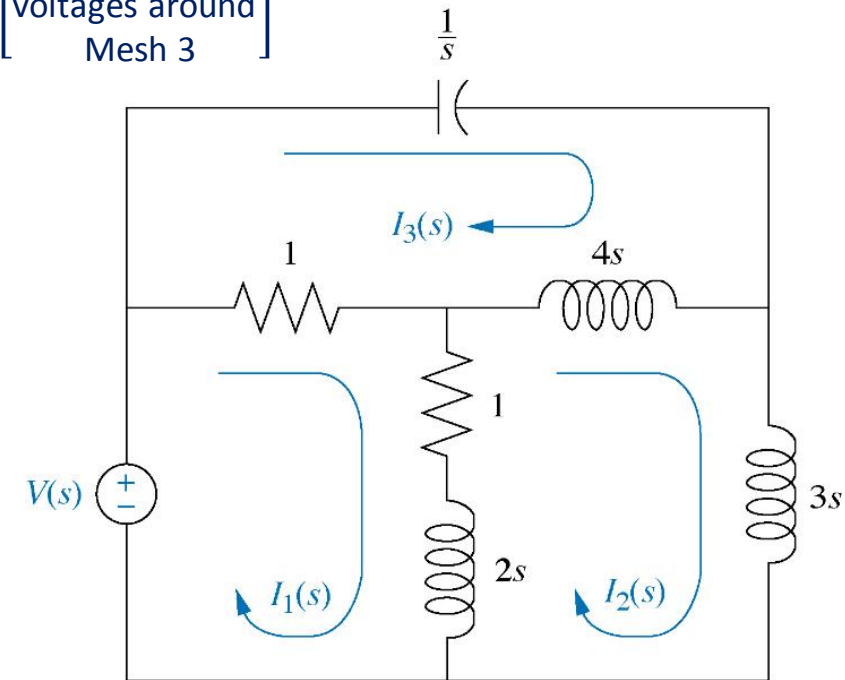 voltages around
Mesh 3
1/s
I₃(s)
1
4s
1
V(s)
+
−
3s
2s
I₁(s)
I₂(s)